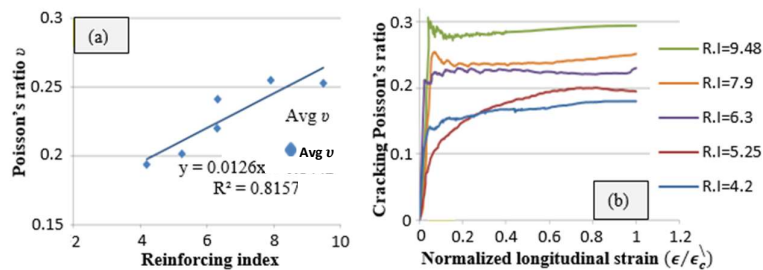 (a)
Poisson's ratio υ
0.3
0.25
0.2
0.15
2
4
6
8
10
Reinforcing index
Avg υ
Avg υ
y = 0.0126x
R² = 0.8157
Cracking Poisson's ratio
0.3
0.2
0.1
0
0
0.2
0.4
0.6
0.8
1
1.2
Normalized longitudinal strain (ϵ/ϵ_c^\)
(b)
R.I=9.48
R.I=7.9
R.I=6.3
R.I=5.25
R.I=4.2